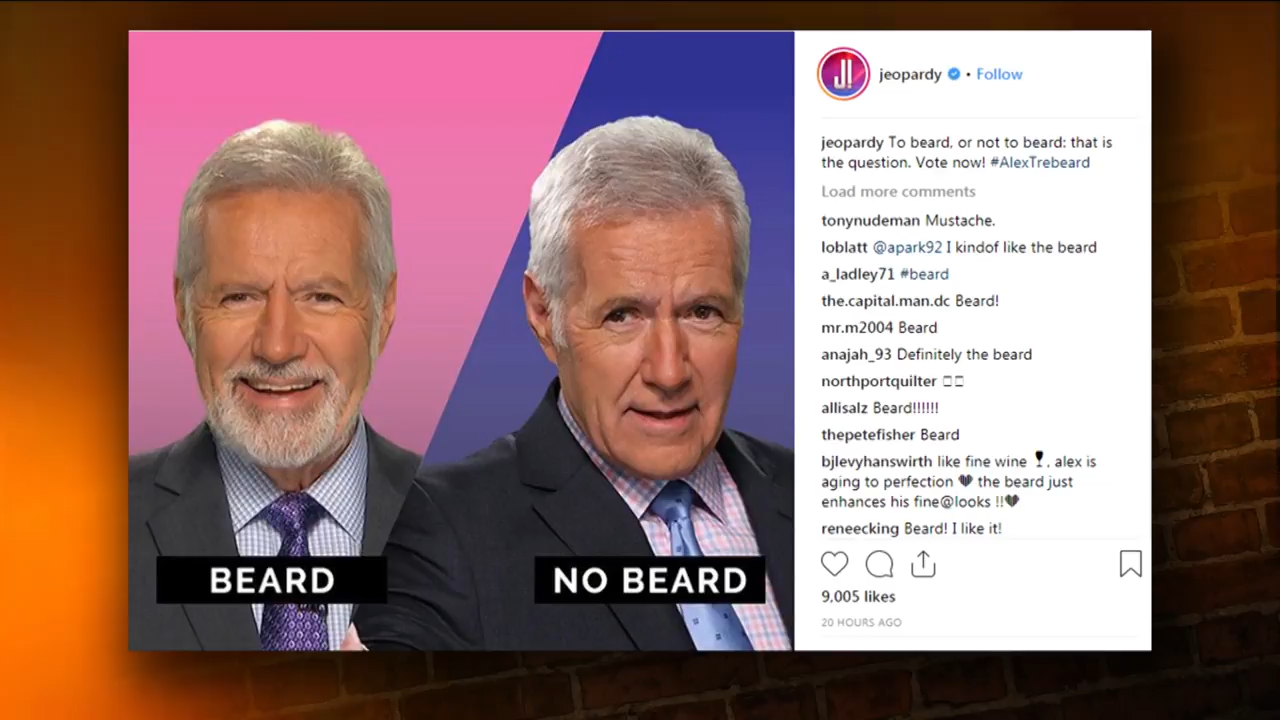 BEARD
NO BEARD
J!
jeopardy • Follow
jeopardy To beard, or not to beard: that is
the question. Vote now! #AlexTrebeard
Load more comments
tonynudeman Mustache.
loblatt @apark92 I kindof like the beard
a_ladley71 #beard
the.capital.man.dc Beard!
mr.m2004 Beard
anajah_93 Definitely the beard
northportquilter
allisalz Beard!!!!!!
thepetefisher Beard
bjlevyhanswirth like fine wine 🍷, alex is
aging to perfection ♥ the beard just
enhances his fine@looks !!♥
reneecking Beard! I like it!
9,005 likes
20 HOURS AGO